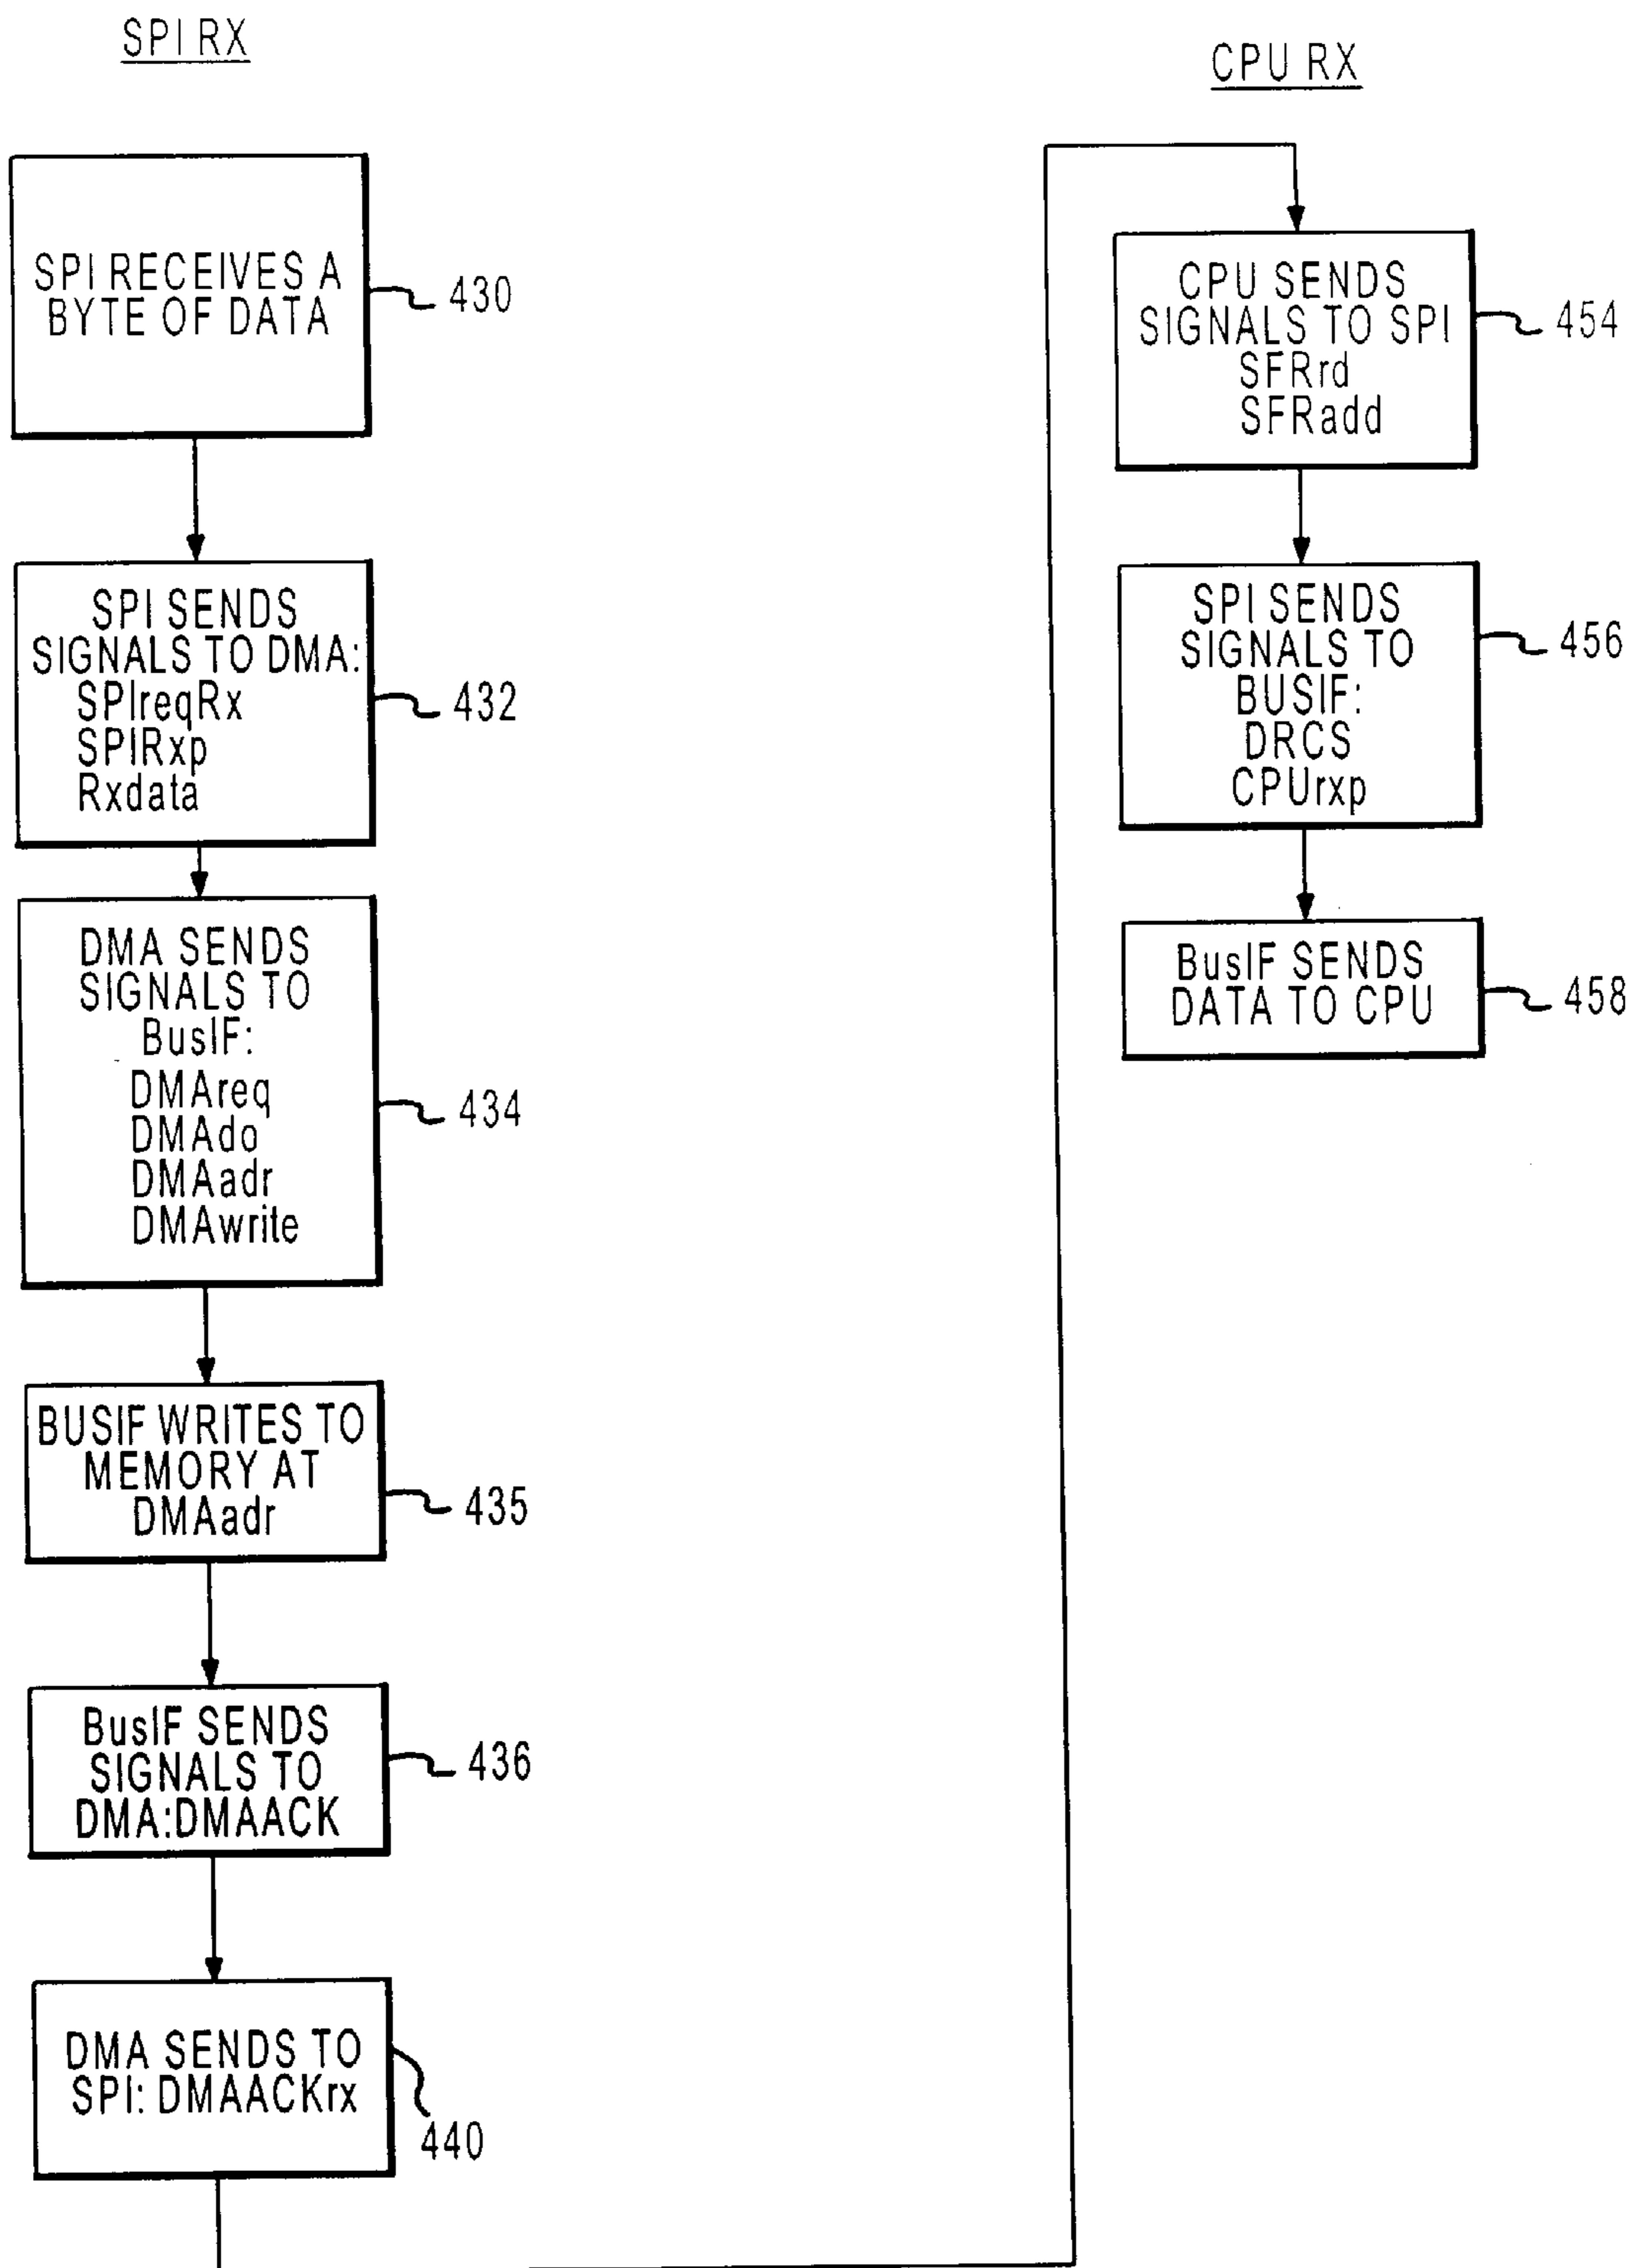 SPI RX
SPI RECEIVES A
BYTE OF DATA
430
SPI SENDS
SIGNALS TO DMA:
SPIreqRx
SPIRxp
Rxdata
432
DMA SENDS
SIGNALS TO
BusIF:
DMAreq
DMAdo
DMAadr
DMAwrite
434
BUSIF WRITES TO
MEMORY AT
DMAadr
435
BusIF SENDS
SIGNALS TO
DMA:DMAACK
436
DMA SENDS TO
SPI: DMAACKrx
440
CPU RX
CPU SENDS
SIGNALS TO SPI
SFRrd
SFRadd
454
SPI SENDS
SIGNALS TO
BUSIF:
DRCS
CPUrxp
456
BusIF SENDS
DATA TO CPU
458